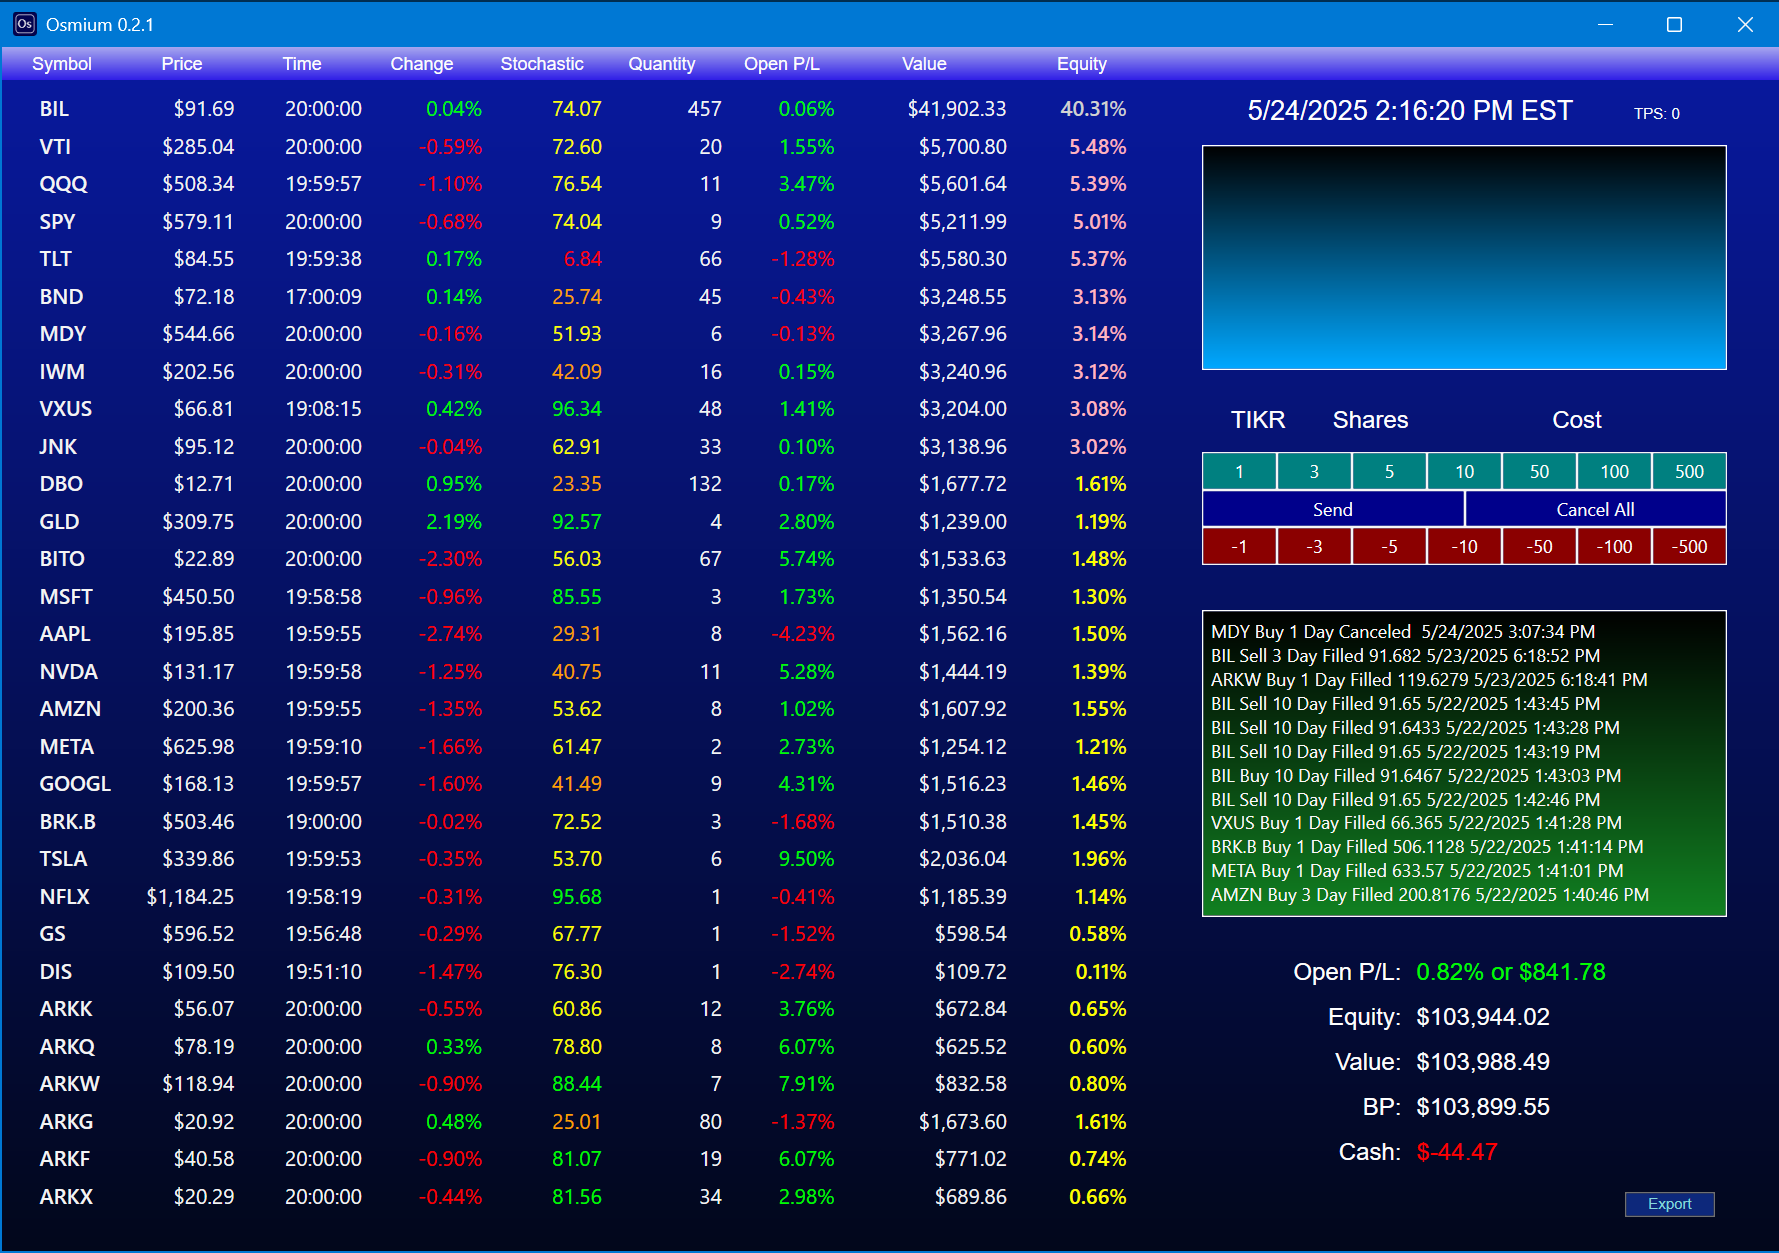 Os Osmium 0.2.1
Symbol Price Time Change Stochastic Quantity Open P/L Value Equity
BIL $91.69 20:00:00 0.04% 74.07 457 0.06% $41,902.33 40.31%
VTI $285.04 20:00:00 -0.59% 72.60 20 1.55% $5,700.80 5.48%
QQQ $508.34 19:59:57 -1.10% 76.54 11 3.47% $5,601.64 5.39%
SPY $579.11 20:00:00 -0.68% 74.04 9 0.52% $5,211.99 5.01%
TLT $84.55 19:59:38 0.17% 6.84 66 -1.28% $5,580.30 5.37%
BND $72.18 17:00:09 0.14% 25.74 45 -0.43% $3,248.55 3.13%
MDY $544.66 20:00:00 -0.16% 51.93 6 -0.13% $3,267.96 3.14%
IWM $202.56 20:00:00 -0.31% 42.09 16 0.15% $3,240.96 3.12%
VXUS $66.81 19:08:15 0.42% 96.34 48 1.41% $3,204.00 3.08%
JNK $95.12 20:00:00 -0.04% 62.91 33 0.10% $3,138.96 3.02%
DBO $12.71 20:00:00 0.95% 23.35 132 0.17% $1,677.72 1.61%
GLD $309.75 20:00:00 2.19% 92.57 4 2.80% $1,239.00 1.19%
BITO $22.89 20:00:00 -2.30% 56.03 67 5.74% $1,533.63 1.48%
MSFT $450.50 19:58:58 -0.96% 85.55 3 1.73% $1,350.54 1.30%
AAPL $195.85 19:59:55 -2.74% 29.31 8 -4.23% $1,562.16 1.50%
NVDA $131.17 19:59:58 -1.25% 40.75 11 5.28% $1,444.19 1.39%
AMZN $200.36 19:59:55 -1.35% 53.62 8 1.02% $1,607.92 1.55%
META $625.98 19:59:10 -1.66% 61.47 2 2.73% $1,254.12 1.21%
GOOGL $168.13 19:59:57 -1.60% 41.49 9 4.31% $1,516.23 1.46%
BRK.B $503.46 19:00:00 -0.02% 72.52 3 -1.68% $1,510.38 1.45%
TSLA $339.86 19:59:53 -0.35% 53.70 6 9.50% $2,036.04 1.96%
NFLX $1,184.25 19:58:19 -0.31% 95.68 1 -0.41% $1,185.39 1.14%
GS $596.52 19:56:48 -0.29% 67.77 1 -1.52% $598.54 0.58%
DIS $109.50 19:51:10 -1.47% 76.30 1 -2.74% $109.72 0.11%
ARKK $56.07 20:00:00 -0.55% 60.86 12 3.76% $672.84 0.65%
ARKQ $78.19 20:00:00 0.33% 78.80 8 6.07% $625.52 0.60%
ARKW $118.94 20:00:00 -0.90% 88.44 7 7.91% $832.58 0.80%
ARKG $20.92 20:00:00 0.48% 25.01 80 -1.37% $1,673.60 1.61%
ARKF $40.58 20:00:00 -0.90% 81.07 19 6.07% $771.02 0.74%
ARKX $20.29 20:00:00 -0.44% 81.56 34 2.98% $689.86 0.66%
5/24/2025 2:16:20 PM EST TPS: 0
TIKR Shares Cost
1 3 5 10 50 100 500
Send Cancel All
-1 -3 -5 -10 -50 -100 -500
MDY Buy 1 Day Canceled 5/24/2025 3:07:34 PM
BIL Sell 3 Day Filled 91.682 5/23/2025 6:18:52 PM
ARKW Buy 1 Day Filled 119.6279 5/23/2025 6:18:41 PM
BIL Sell 10 Day Filled 91.65 5/22/2025 1:43:45 PM
BIL Sell 10 Day Filled 91.6433 5/22/2025 1:43:28 PM
BIL Sell 10 Day Filled 91.65 5/22/2025 1:43:19 PM
BIL Buy 10 Day Filled 91.6467 5/22/2025 1:43:03 PM
BIL Sell 10 Day Filled 91.65 5/22/2025 1:42:46 PM
VXUS Buy 1 Day Filled 66.365 5/22/2025 1:41:28 PM
BRK.B Buy 1 Day Filled 506.1128 5/22/2025 1:41:14 PM
META Buy 1 Day Filled 633.57 5/22/2025 1:41:01 PM
AMZN Buy 3 Day Filled 200.8176 5/22/2025 1:40:46 PM
Open P/L: 0.82% or $841.78
Equity: $103,944.02
Value: $103,988.49
BP: $103,899.55
Cash: $-44.47
Export